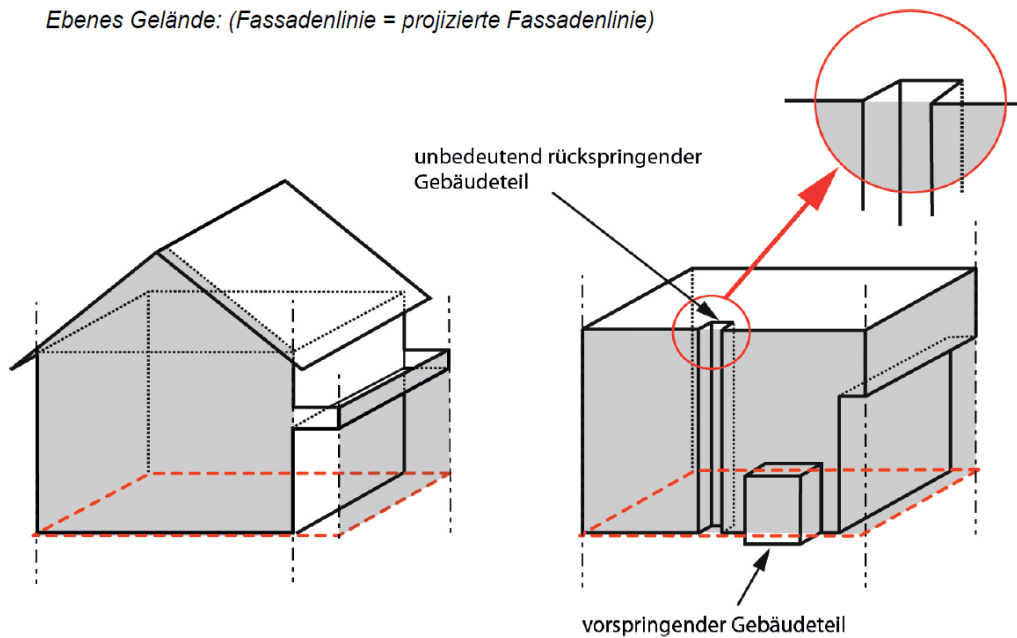 Ebenes Gelände: (Fassadenlinie = projizierte Fassadenlinie)
unbedeutend rückspringender
Gebäudeteil
vorspringender Gebäudeteil